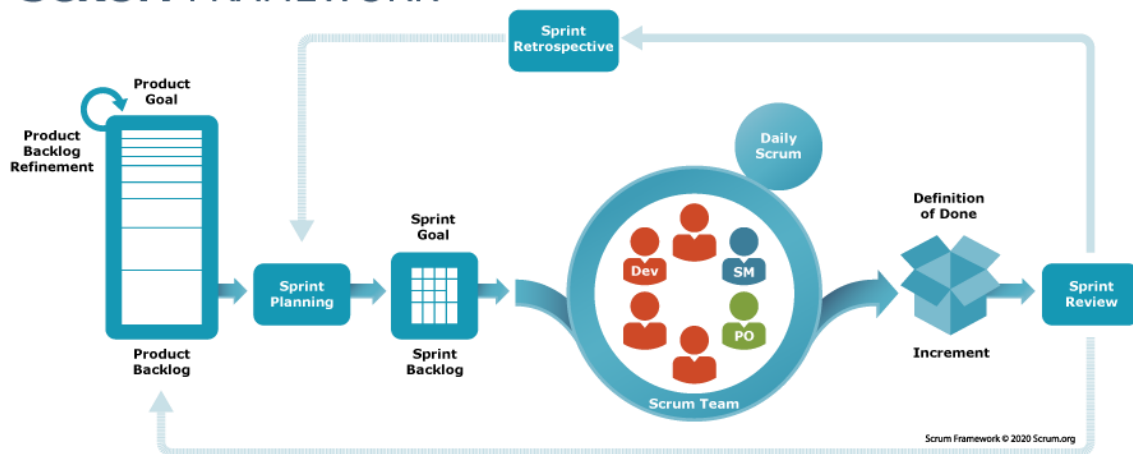 Sprint
Retrospective
Product
Goal
Product
Backlog
Refinement
Daily
Scrum
Sprint
Goal
Definition
of Done
Dev
SM
Sprint
Planning
Sprint
Review
PO
Product
Backlog
Sprint
Backlog
Increment
Scrum Team
Scrum Framework © 2020 Scrum.org